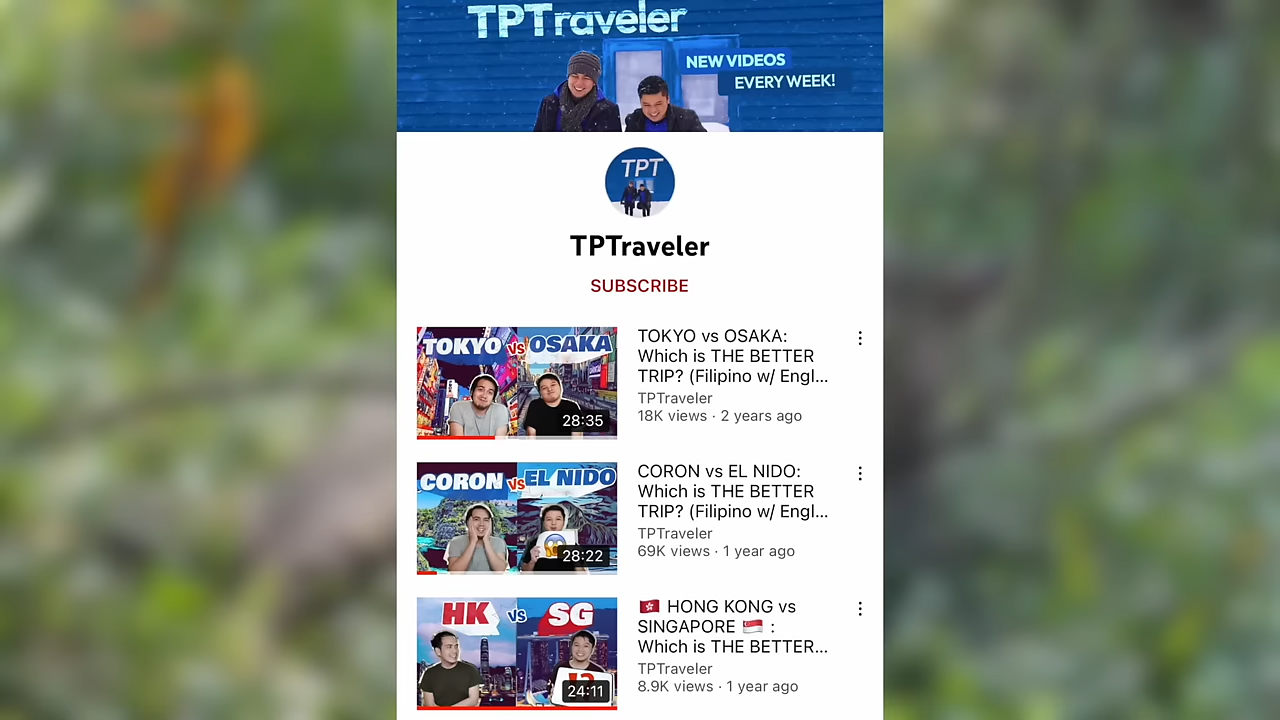 TPTraveler
NEW VIDEOS
EVERY WEEK!
TPT
TPTraveler
SUBSCRIBE
TOKYO vs OSAKA
28:35
TOKYO vs OSAKA:
Which is THE BETTER
TRIP? (Filipino w/ Engl...
TPTraveler
18K views · 2 years ago
CORON vs EL NIDO
28:22
CORON vs EL NIDO:
Which is THE BETTER
TRIP? (Filipino w/ Engl...
TPTraveler
69K views · 1 year ago
HK vs SG
24:11
🇭🇰 HONG KONG vs
SINGAPORE 🇸🇬 :
Which is THE BETTER...
TPTraveler
8.9K views · 1 year ago